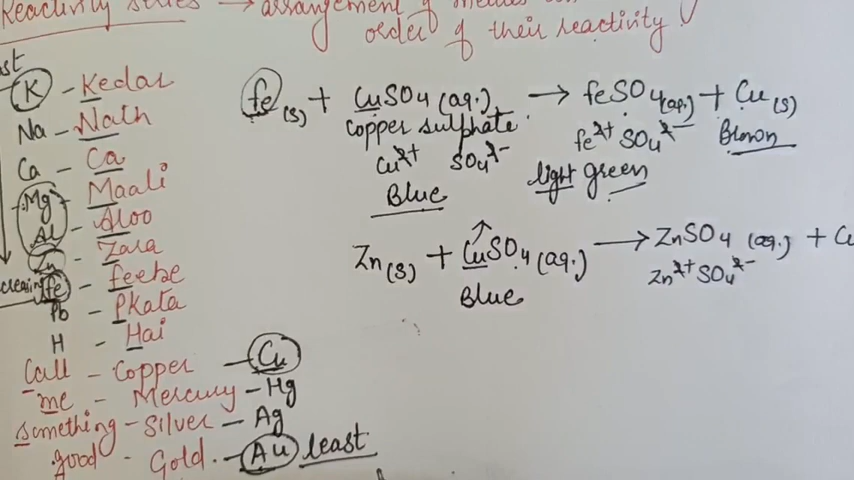 Reactivity series → arrangement of metals
order of their reactivity
K - Kedar
Na - Nath
Ca - Ca
Mg - Maali
Al - Aloo
Zn - Zara
fe - feeke
Pb - Pkata
H - Hai
Call - Copper - Cu
me - Mercury - Hg
something - Silver - Ag
good - Gold. - Au least
fe (s) + CuSO4 (aq.) → feSO4(aq.) + Cu (s)
Copper sulphate
Cu2+ SO42-
fe2+ SO42-
Brown
Blue
light green
Zn (s) + CuSO4 (aq.) → ZnSO4 (aq.) + Cu
Zn2+ SO42-
Blue